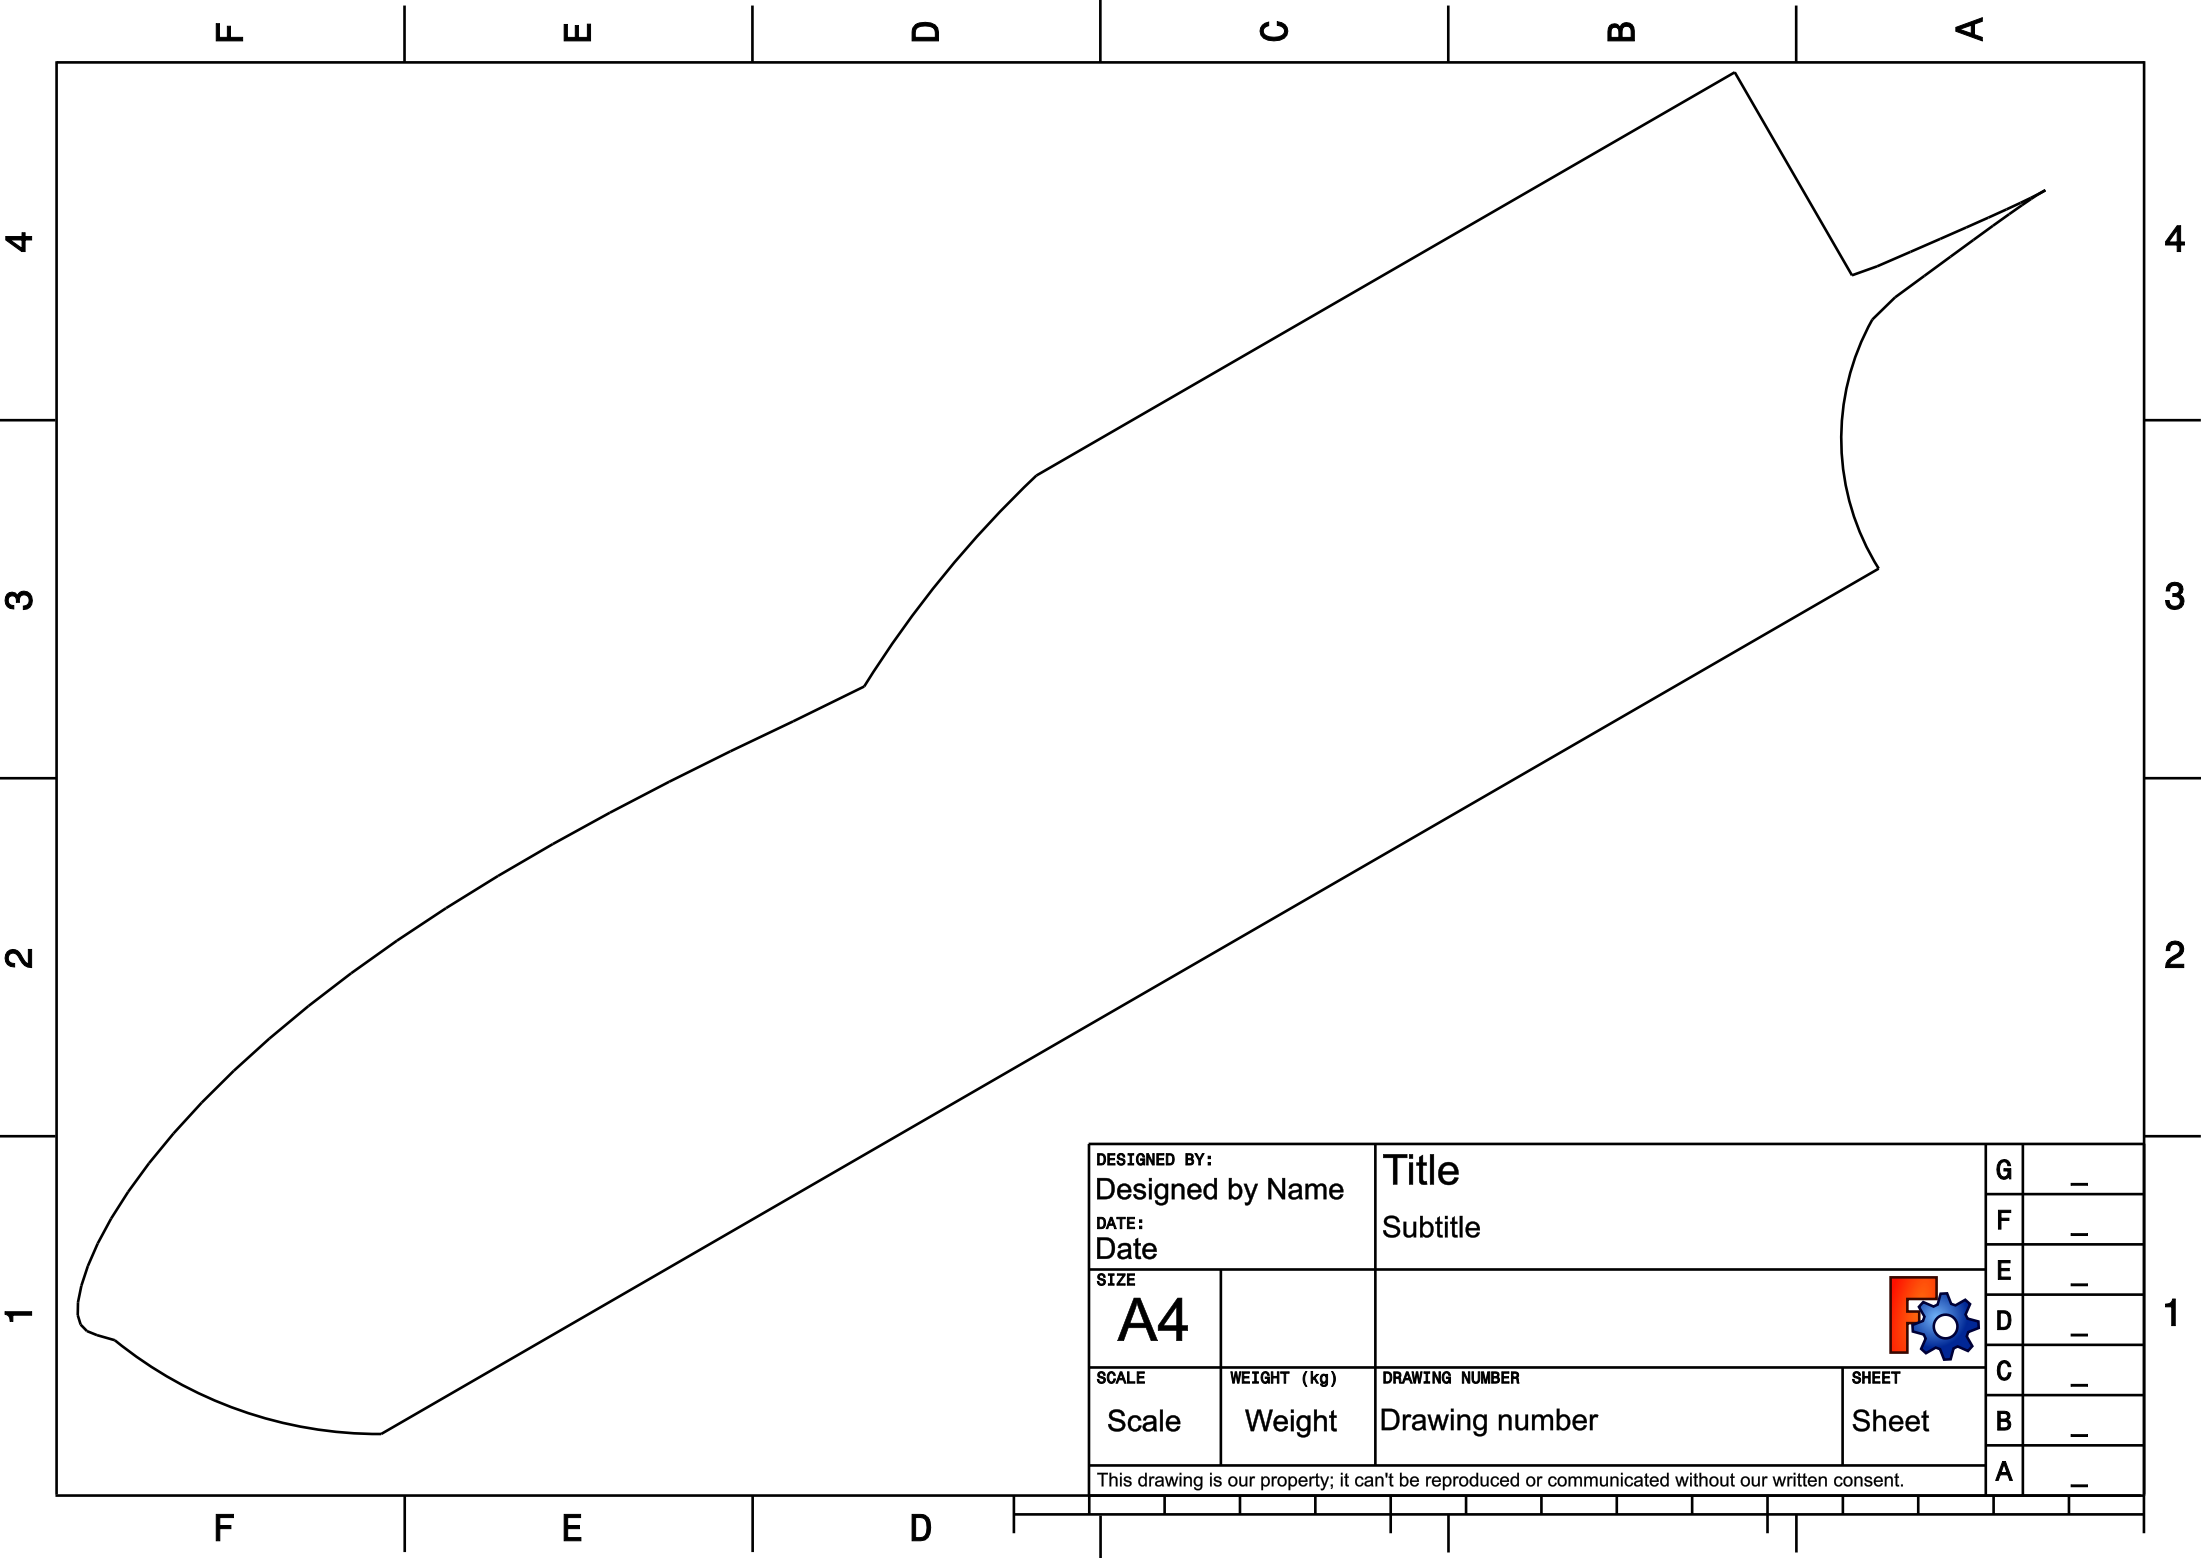 F E D C B A
4 4
3 3
2 2
1 1
DESIGNED BY:
Designed by Name
DATE:
Date
Title
Subtitle
SIZE
A4
SCALE
Scale
WEIGHT (kg)
Weight
DRAWING NUMBER
Drawing number
SHEET
Sheet
This drawing is our property; it can't be reproduced or communicated without our written consent.
G _
F _
E _
D _
C _
B _
A _
F E D